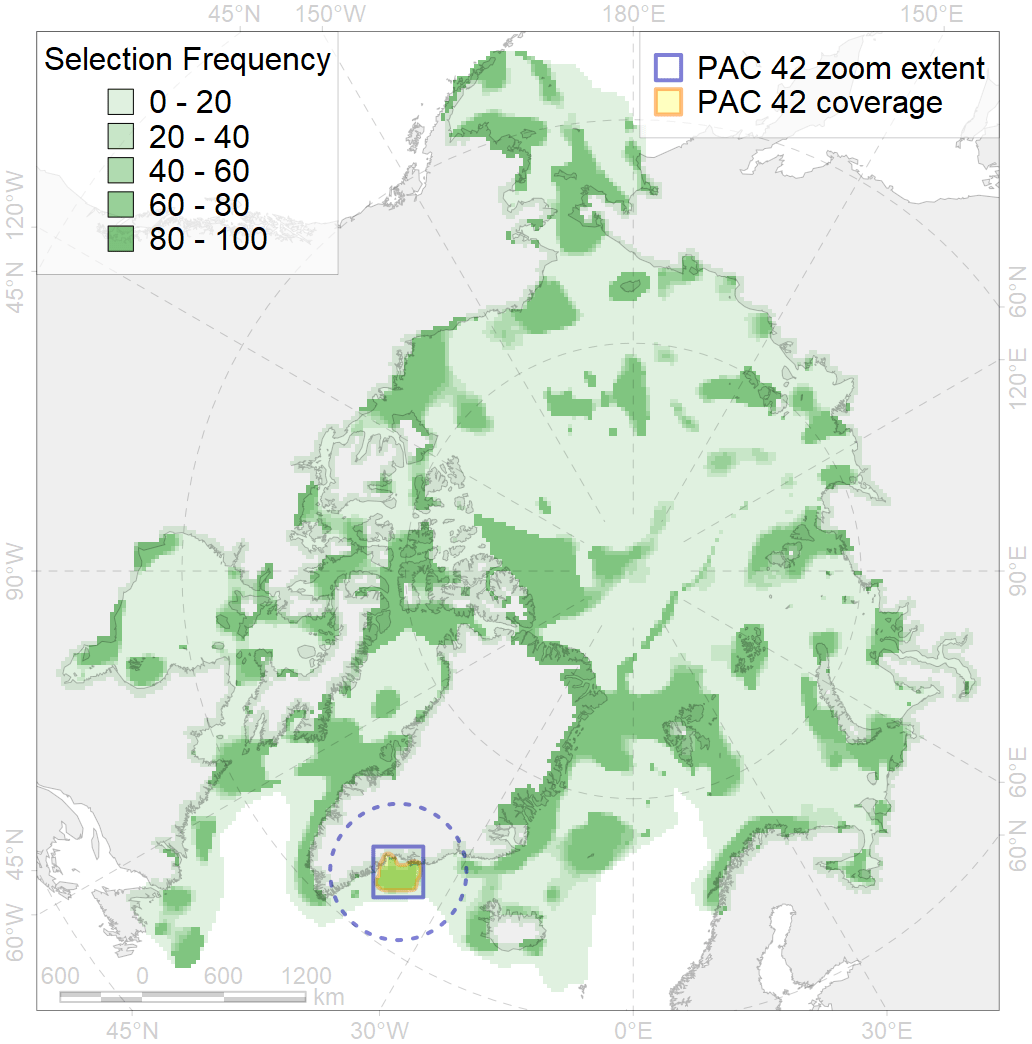 45°N 150°W 180°E 150°E
Selection Frequency
0 - 20
20 - 40
40 - 60
60 - 80
80 - 100
PAC 42 zoom extent
PAC 42 coverage
120°W
45°N
90°W
45°N
60°W
60°N
120°E
90°E
60°E
60°N
600 0 600 1200
km
45°W 30°W 0°E 30°E